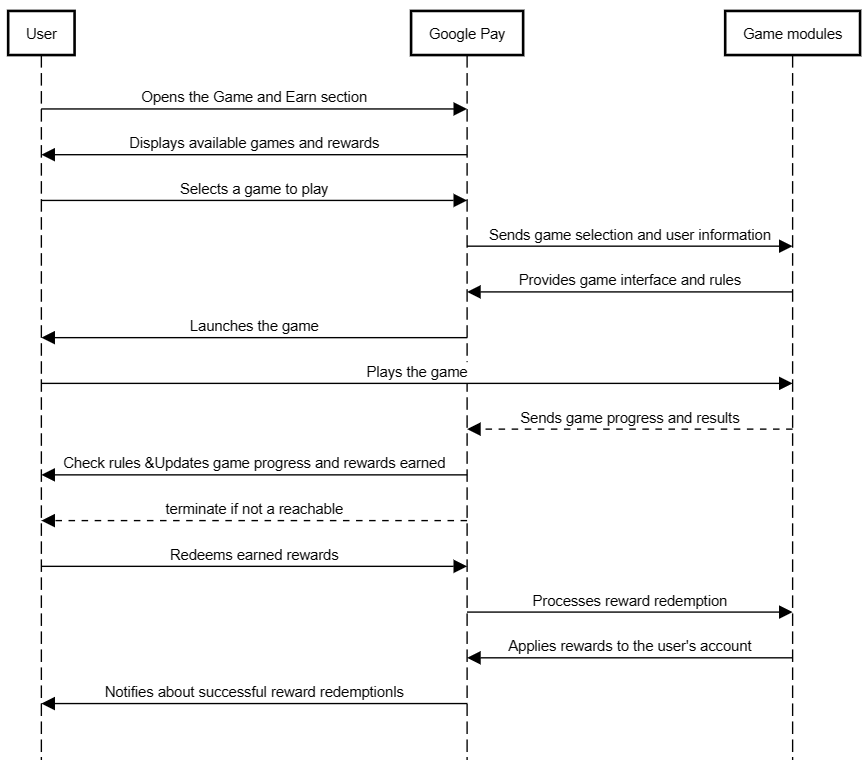 User
Google Pay
Game modules
Opens the Game and Earn section
Displays available games and rewards
Selects a game to play
Sends game selection and user information
Provides game interface and rules
Launches the game
Plays the game
Sends game progress and results
Check rules &Updates game progress and rewards earned
terminate if not a reachable
Redeems earned rewards
Processes reward redemption
Applies rewards to the user's account
Notifies about successful reward redemptionls